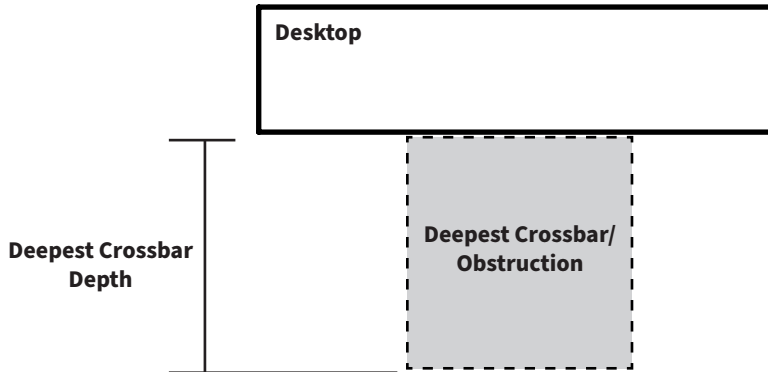 Desktop
Deepest Crossbar/
Obstruction
Deepest Crossbar
Depth